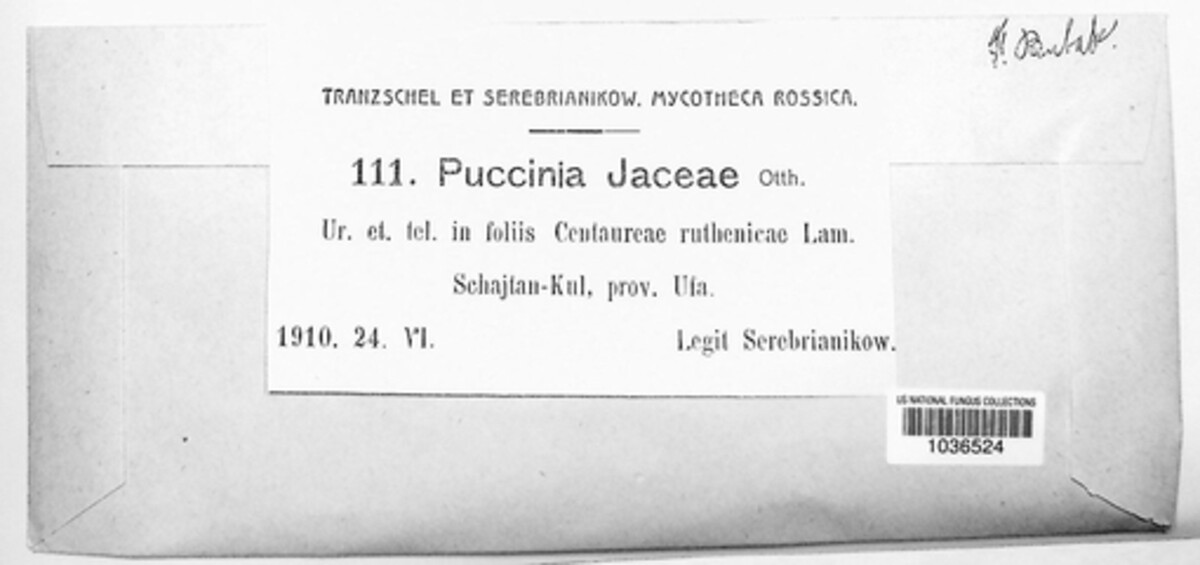 TRANZSCHEL ET SEREBRIANIKOW. MYCOTHECA ROSSICA.
111. Puccinia Jaceae Otth.
Ur. et. tel. in foliis Centaureae ruthenicae Lam.
Schajtan-Kul, prov. Ufa.
1910. 24. VI.
Legit Serebrianikow.
US NATIONAL FUNGUS COLLECTIONS
1036524